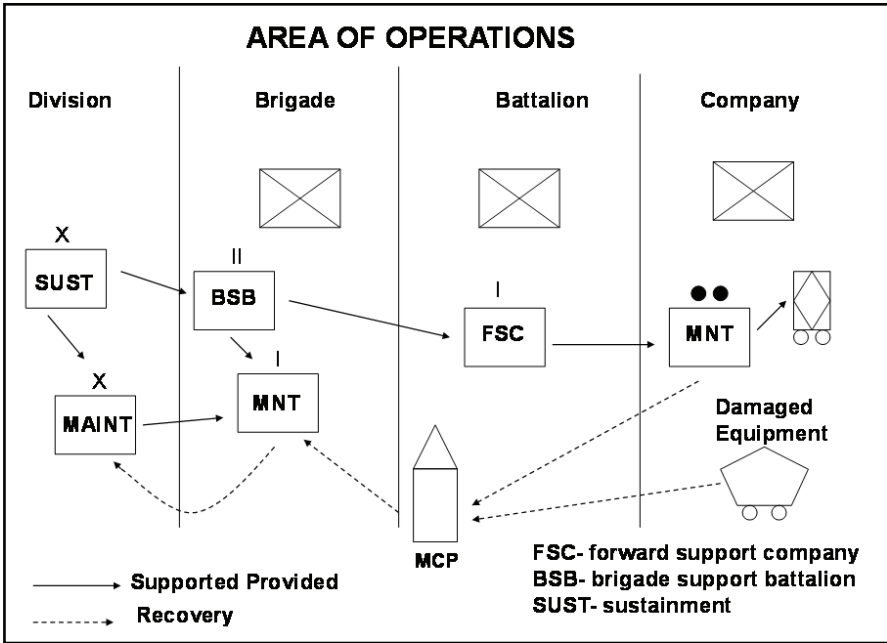 AREA OF OPERATIONS
Division
Brigade
Battalion
Company
X
SUST
II
BSB
I
FSC
MNT
X
MAINT
I
MNT
Damaged
Equipment
MCP
Supported Provided
Recovery
FSC- forward support company
BSB- brigade support battalion
SUST- sustainment